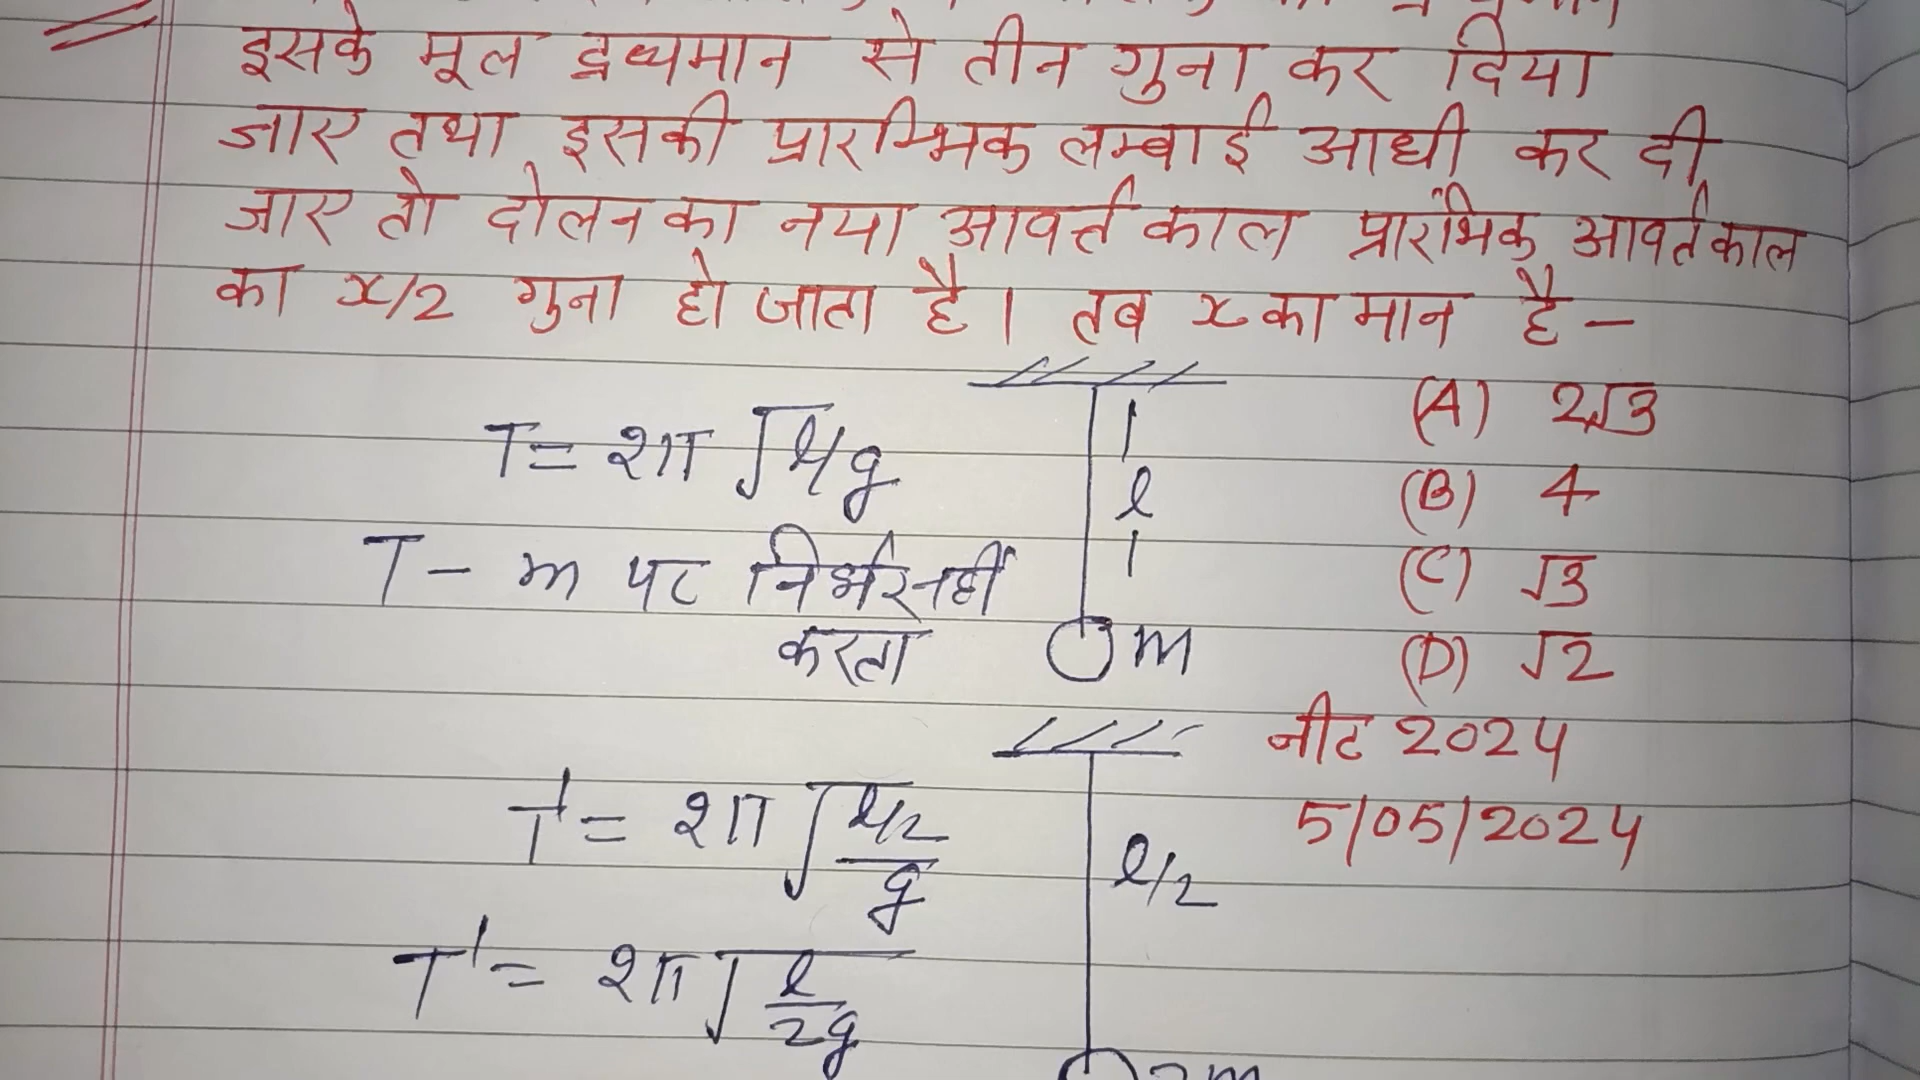 इसके मूल द्रव्यमान से तीन गुना कर दिया
जाए तथा इसकी प्रारम्भिक लम्बाई आधी कर दी
जाए तो दोलन का नया आवर्त्त काल प्रारंभिक आवर्तकाल
का x/2 गुना हो जाता है। तब x का मान है –
(A) 2√3
T = 2π √l/g
l
(B) 4
T – m पर निर्भर नहीं
करता
(C) √3
m
(D) √2
नीट 2024
5/05/2024
T' = 2π √(l/2)/g
l/2
T' = 2π √l/2g